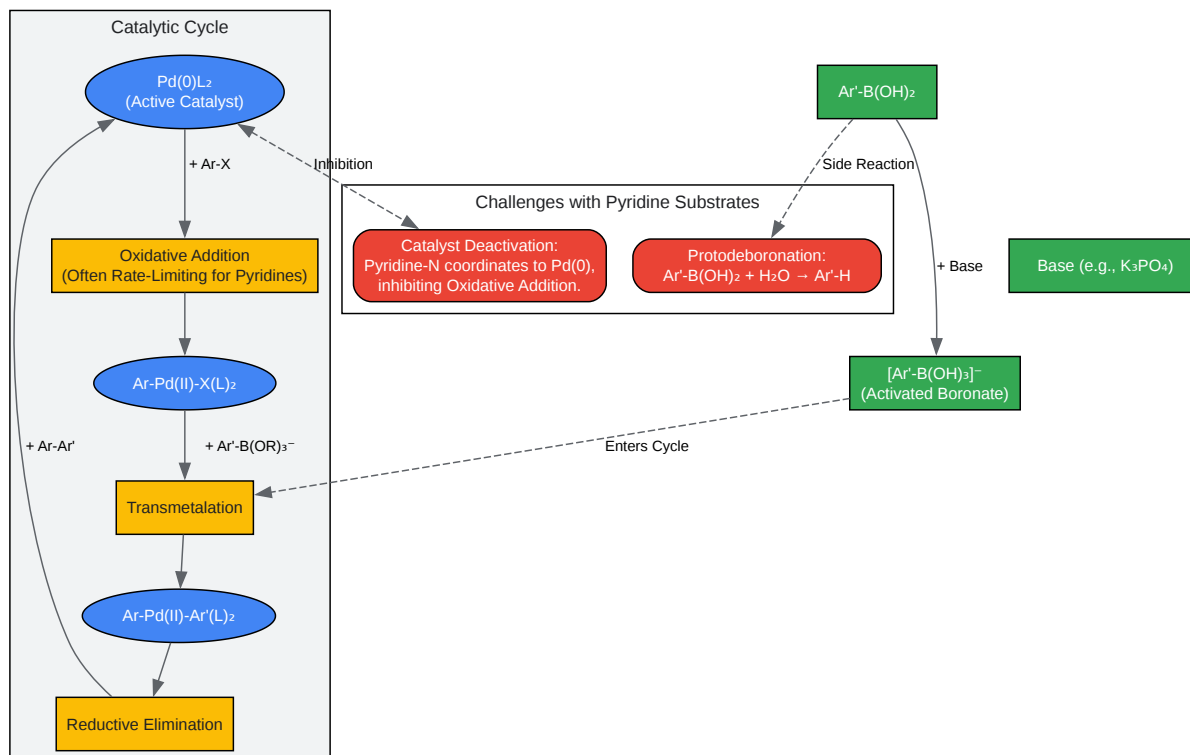 Catalytic Cycle
Pd(0)L₂
(Active Catalyst)
+ Ar-X
Oxidative Addition
(Often Rate-Limiting for Pyridines)
Ar-Pd(II)-X(L)₂
+ Ar-Ar'
+ Ar'-B(OR)₃⁻
Transmetalation
Ar-Pd(II)-Ar'(L)₂
Reductive Elimination
Inhibition
Challenges with Pyridine Substrates
Catalyst Deactivation:
Pyridine-N coordinates to Pd(0),
inhibiting Oxidative Addition.
Protodeboronation:
Ar'-B(OH)₂ + H₂O → Ar'-H
Ar'-B(OH)₂
Side Reaction
+ Base
Base (e.g., K₃PO₄)
[Ar'-B(OH)₃]⁻
(Activated Boronate)
Enters Cycle